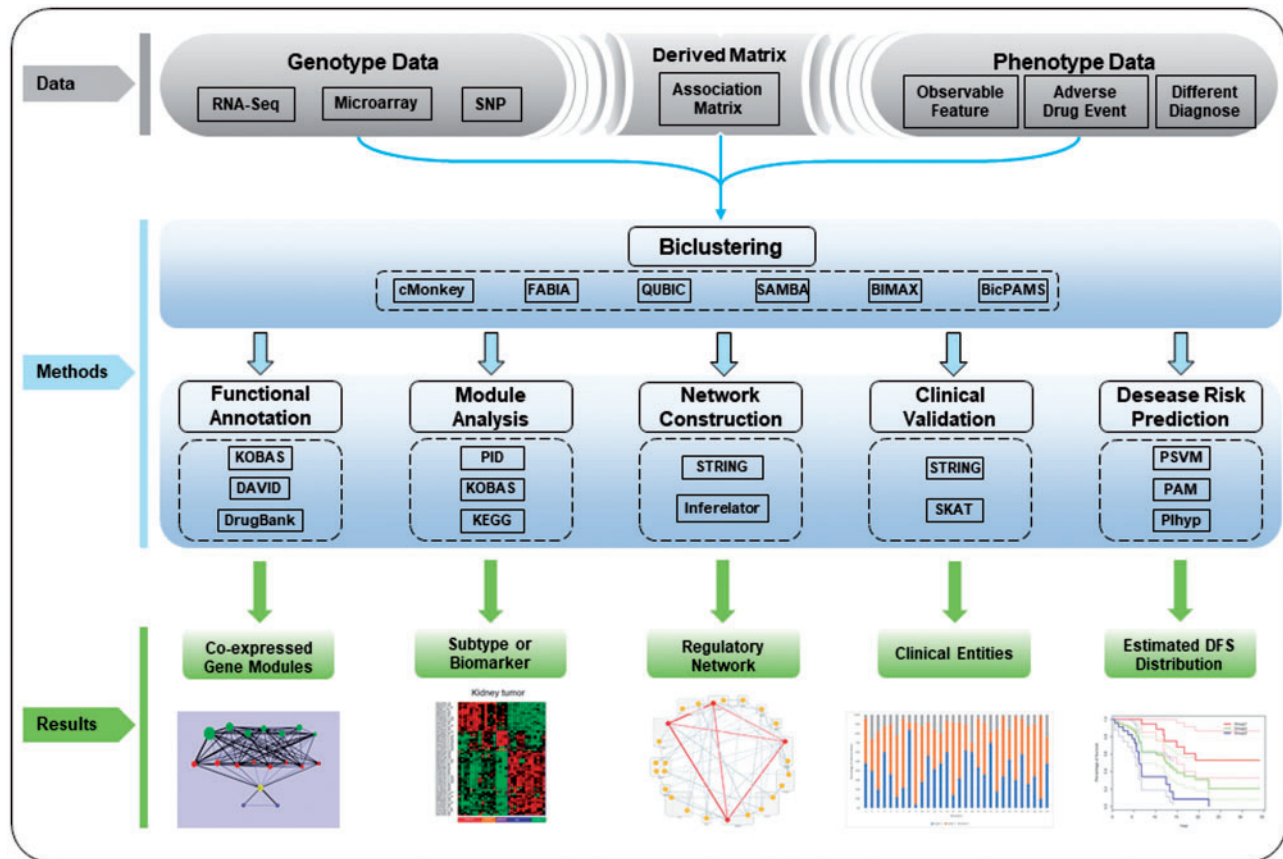 Data
Genotype Data
RNA-Seq
Microarray
SNP
Derived Matrix
Association
Matrix
Phenotype Data
Observable
Feature
Adverse
Drug Event
Different
Diagnose
Methods
Biclustering
cMonkey
FABIA
QUBIC
SAMBA
BIMAX
BicPAMS
Functional
Annotation
KOBAS
DAVID
DrugBank
Module
Analysis
PID
KOBAS
KEGG
Network
Construction
STRING
Inferelator
Clinical
Validation
STRING
SKAT
Desease Risk
Prediction
PSVM
PAM
PIhyp
Results
Co-expressed
Gene Modules
Subtype or
Biomarker
Kidney tumor
Regulatory
Network
Clinical Entities
Estimated DFS
Distribution